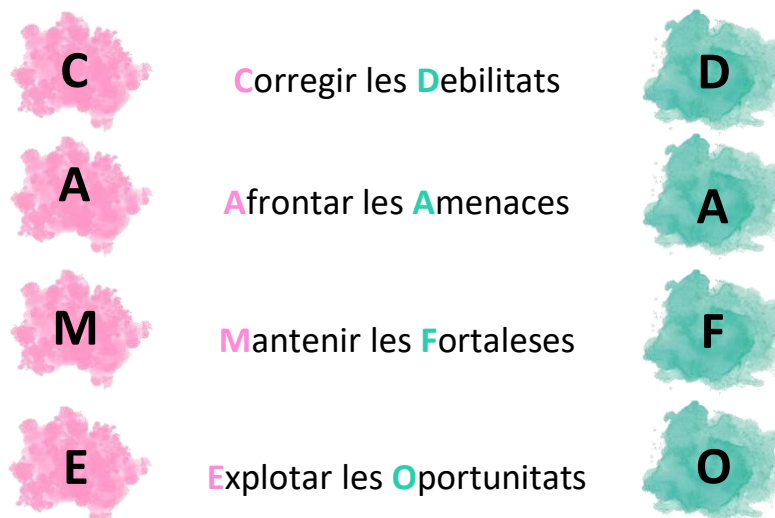 C Corregir les Debilitats D
A Afrontar les Amenaces A
M Mantenir les Fortaleses F
E Explotar les Oportunitats O